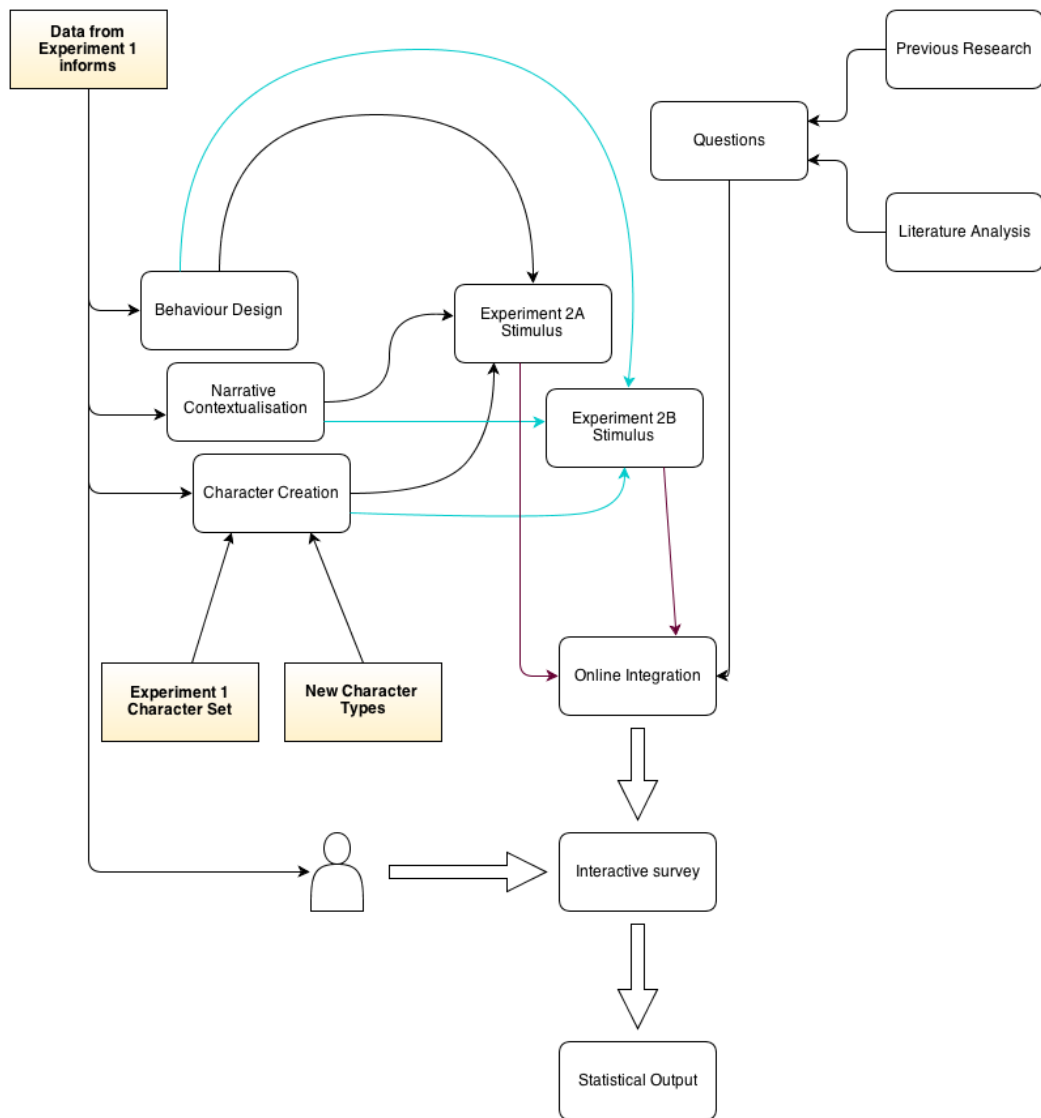 Data from
Experiment 1
informs
Previous Research
Questions
Literature Analysis
Behaviour Design
Experiment 2A
Stimulus
Narrative
Contextualisation
Experiment 2B
Stimulus
Character Creation
Experiment 1
Character Set
New Character
Types
Online Integration
Interactive survey
Statistical Output